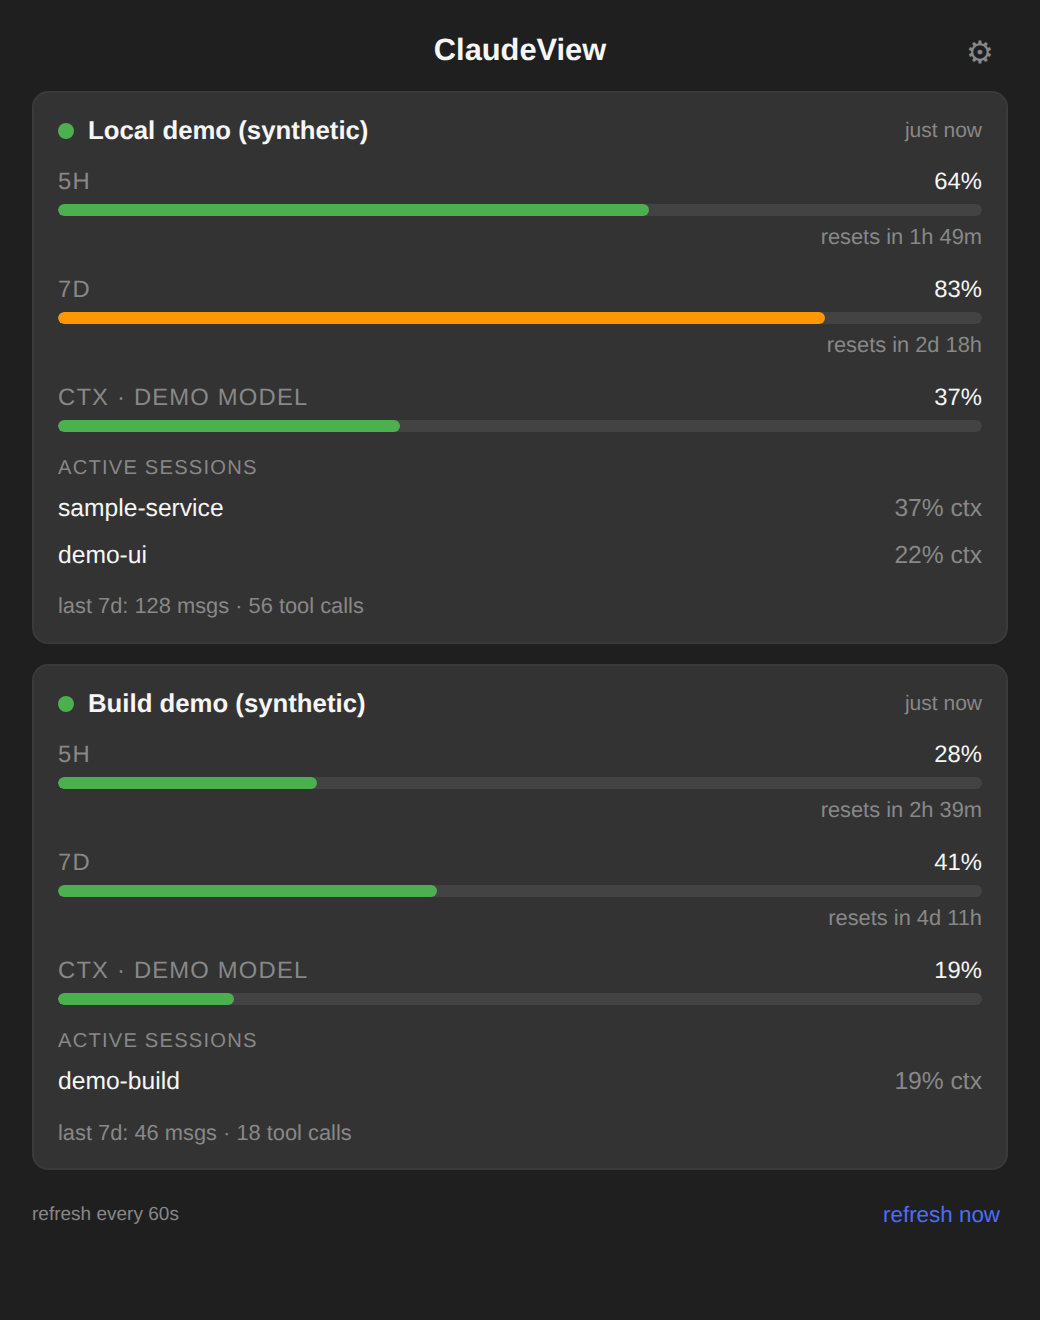 ClaudeView
Local demo (synthetic) just now
5H 64%
resets in 1h 49m
7D 83%
resets in 2d 18h
CTX · DEMO MODEL 37%
ACTIVE SESSIONS
sample-service 37% ctx
demo-ui 22% ctx
last 7d: 128 msgs · 56 tool calls
Build demo (synthetic) just now
5H 28%
resets in 2h 39m
7D 41%
resets in 4d 11h
CTX · DEMO MODEL 19%
ACTIVE SESSIONS
demo-build 19% ctx
last 7d: 46 msgs · 18 tool calls
refresh every 60s refresh now